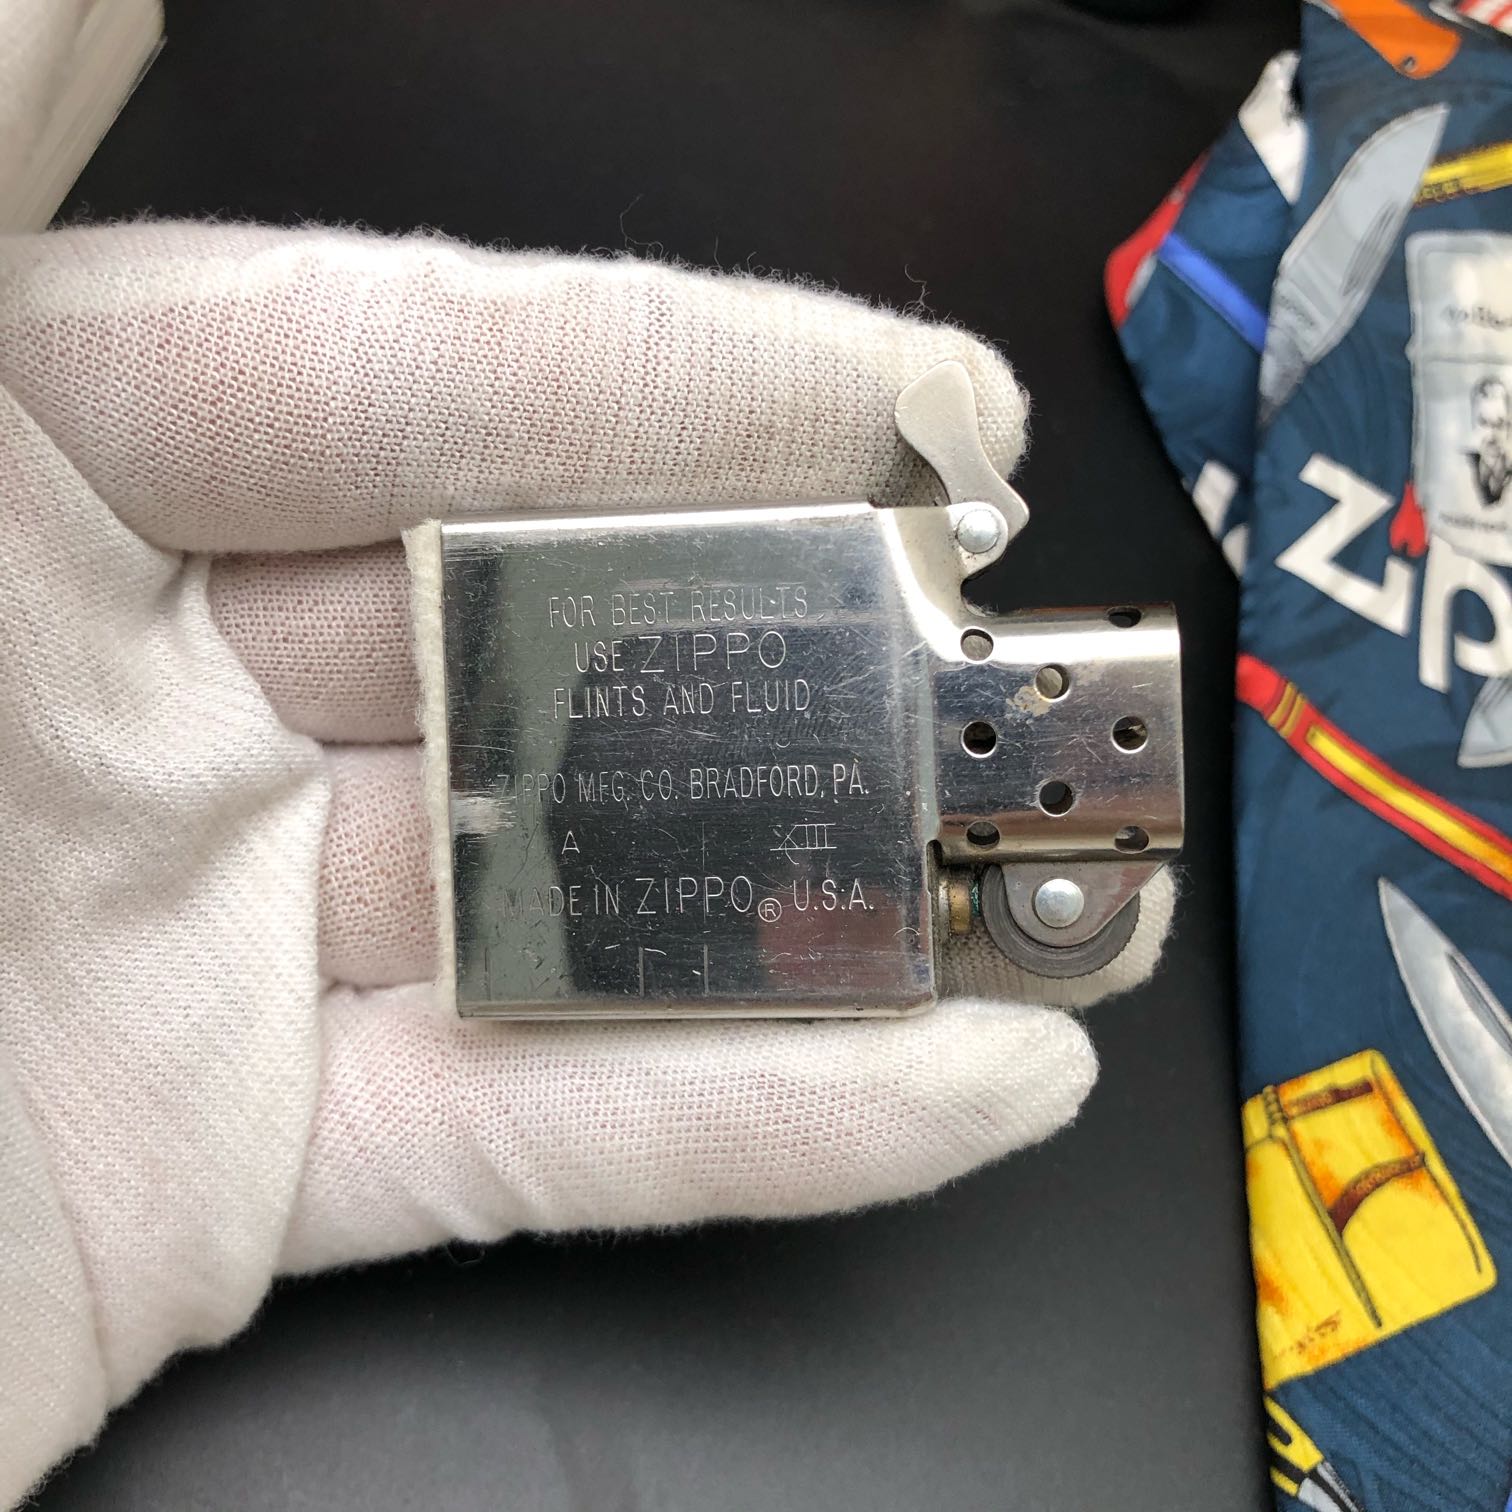 FOR BEST RESULTS
USE ZIPPO
FLINTS AND FLUID
ZIPPO MFG. CO. BRADFORD, PA.
A XIII
MADE IN ZIPPO® U.S.A.